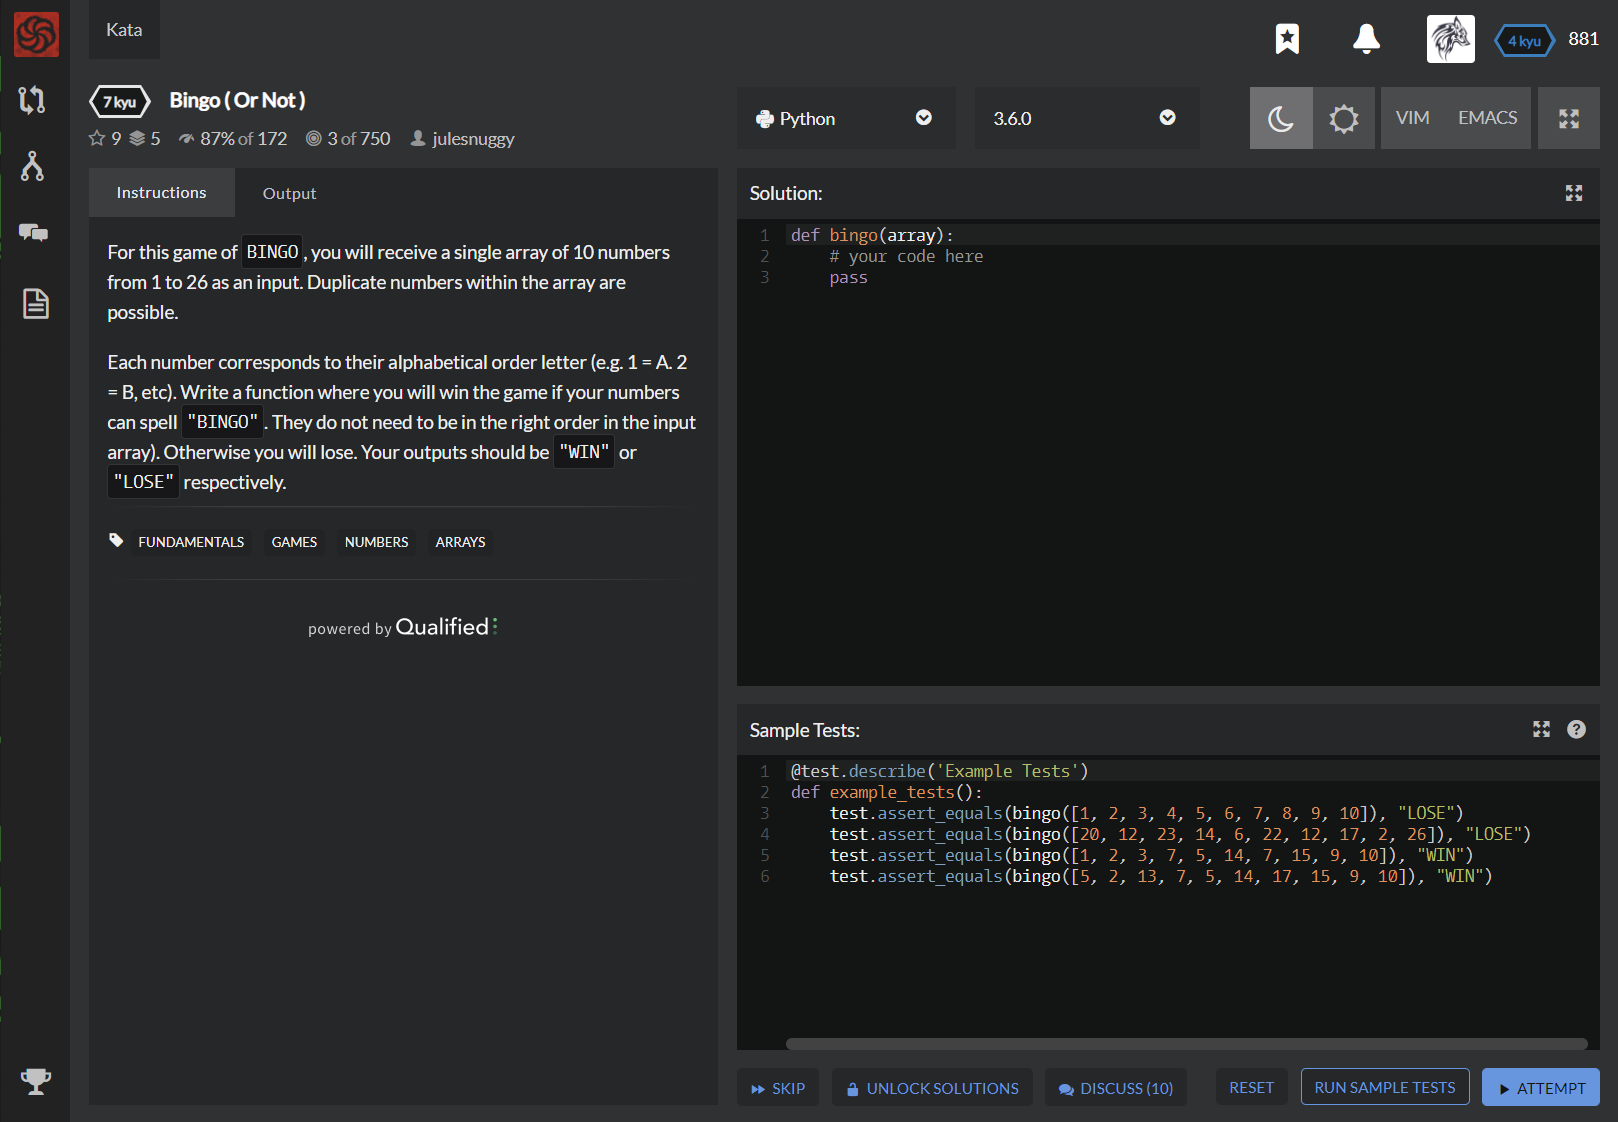 Kata
4 kyu 881
7 kyu Bingo ( Or Not )
9 5 87% of 172 3 of 750 julesnuggy
Python 3.6.0 VIM EMACS
Instructions Output
For this game of BINGO, you will receive a single array of 10 numbers
from 1 to 26 as an input. Duplicate numbers within the array are
possible.
Each number corresponds to their alphabetical order letter (e.g. 1 = A. 2
= B, etc). Write a function where you will win the game if your numbers
can spell "BINGO". They do not need to be in the right order in the input
array). Otherwise you will lose. Your outputs should be "WIN" or
"LOSE" respectively.
FUNDAMENTALS GAMES NUMBERS ARRAYS
powered by Qualified
Solution:
1 def bingo(array):
2 # your code here
3 pass
Sample Tests: ?
1 @test.describe('Example Tests')
2 def example_tests():
3 test.assert_equals(bingo([1, 2, 3, 4, 5, 6, 7, 8, 9, 10]), "LOSE")
4 test.assert_equals(bingo([20, 12, 23, 14, 6, 22, 12, 17, 2, 26]), "LOSE")
5 test.assert_equals(bingo([1, 2, 3, 7, 5, 14, 7, 15, 9, 10]), "WIN")
6 test.assert_equals(bingo([5, 2, 13, 7, 5, 14, 17, 15, 9, 10]), "WIN")
SKIP UNLOCK SOLUTIONS DISCUSS (10) RESET RUN SAMPLE TESTS ATTEMPT